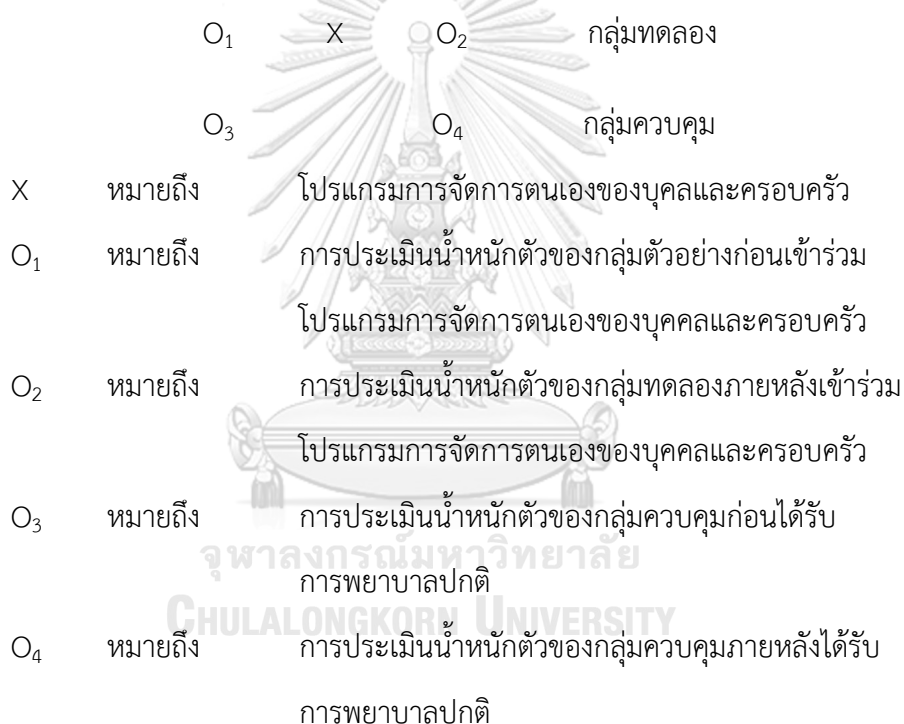 O₁ X O₂ กลุ่มทดลอง
O₃ O₄ กลุ่มควบคุม
X หมายถึง โปรแกรมการจัดการตนเองของบุคลและครอบครัว
O₁ หมายถึง การประเมินน้ำหนักตัวของกลุ่มตัวอย่างก่อนเข้าร่วม
โปรแกรมการจัดการตนเองของบุคคลและครอบครัว
O₂ หมายถึง การประเมินน้ำหนักตัวของกลุ่มทดลองภายหลังเข้าร่วม
โปรแกรมการจัดการตนเองของบุคคลและครอบครัว
O₃ หมายถึง การประเมินน้ำหนักตัวของกลุ่มควบคุมก่อนได้รับ
จุฬาลงกรณ์มหาวิทยาลัย
การพยาบาลปกติ
CHULALONGKORN UNIVERSITY
O₄ หมายถึง การประเมินน้ำหนักตัวของกลุ่มควบคุมภายหลังได้รับ
การพยาบาลปกติ